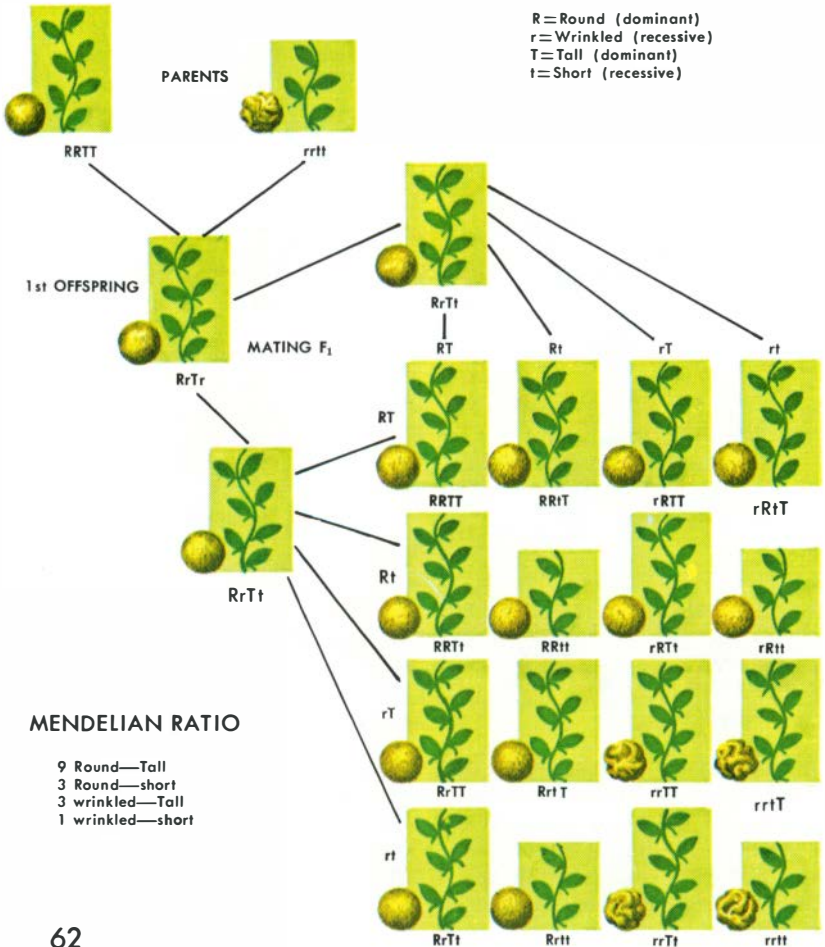 R=Round (dominant)
r=Wrinkled (recessive)
T=Tall (dominant)
t=Short (recessive)
PARENTS
RRTT
rrtt
1st OFFSPRING
RrTt
MATING F₁
RrTr
RT
Rt
rT
rt
RT
RRTT
RRtT
rRTT
rRtT
RrTt
Rt
RRTt
RRtt
rRTt
rRtt
rT
RrTT
RrtT
rrTT
rrtT
MENDELIAN RATIO
9 Round—Tall
3 Round—short
3 wrinkled—Tall
1 wrinkled—short
rt
RrTt
Rrtt
rrTt
rrtt
62